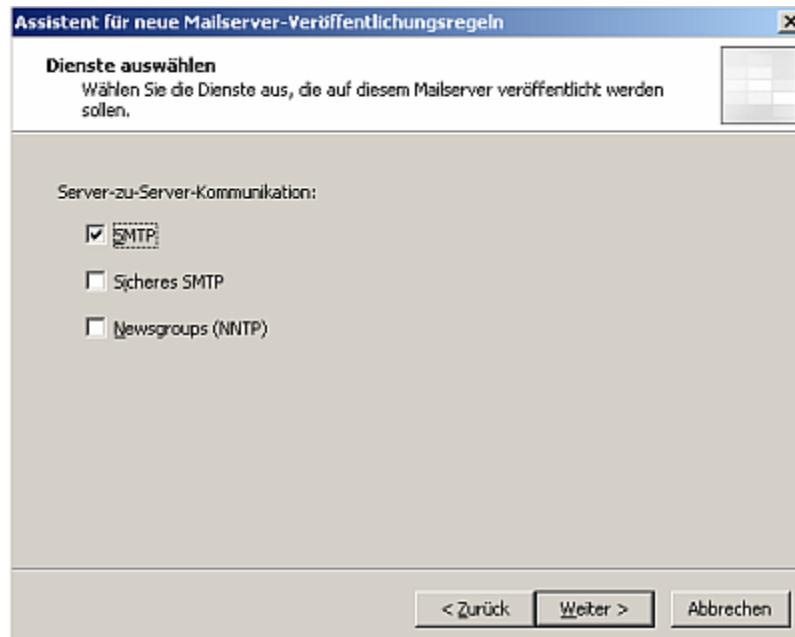 Assistent für neue Mailserver-Veröffentlichungsregeln
Dienste auswählen
Wählen Sie die Dienste aus, die auf diesem Mailserver veröffentlicht werden
sollen.
Server-zu-Server-Kommunikation:
SMTP
Sicheres SMTP
Newsgroups (NNTP)
< Zurück
Weiter >
Abbrechen